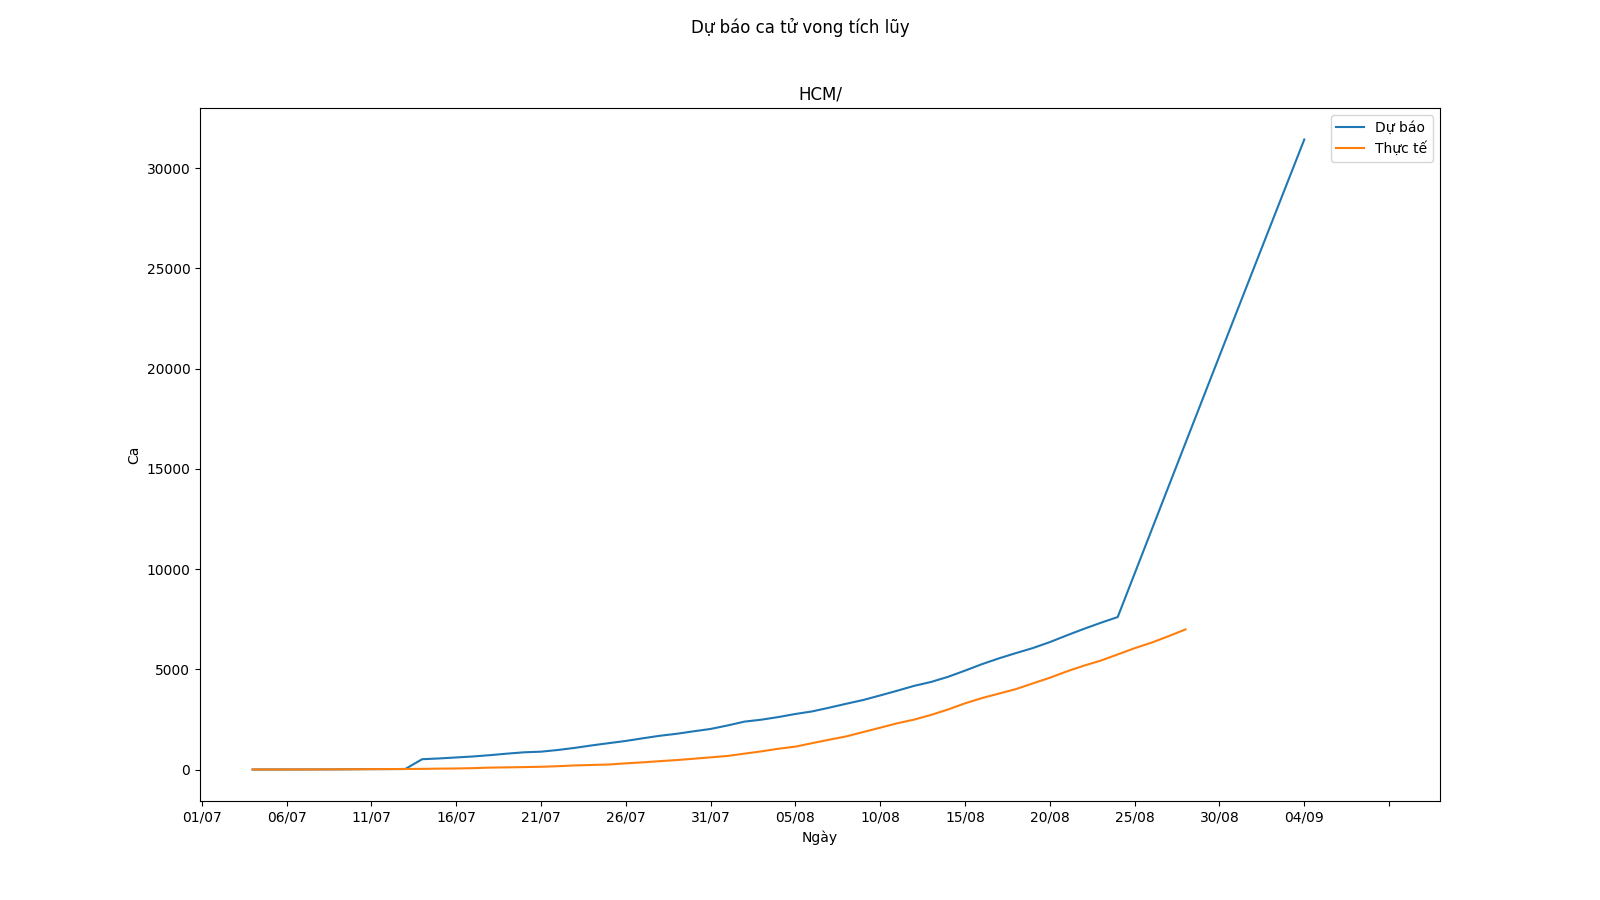 Dự báo ca tử vong tích lũy
HCM/
Dự báo
Thực tế
30000
25000
20000
15000
10000
5000
0
Ca
01/07 06/07 11/07 16/07 21/07 26/07 31/07 05/08 10/08 15/08 20/08 25/08 30/08 04/09
Ngày